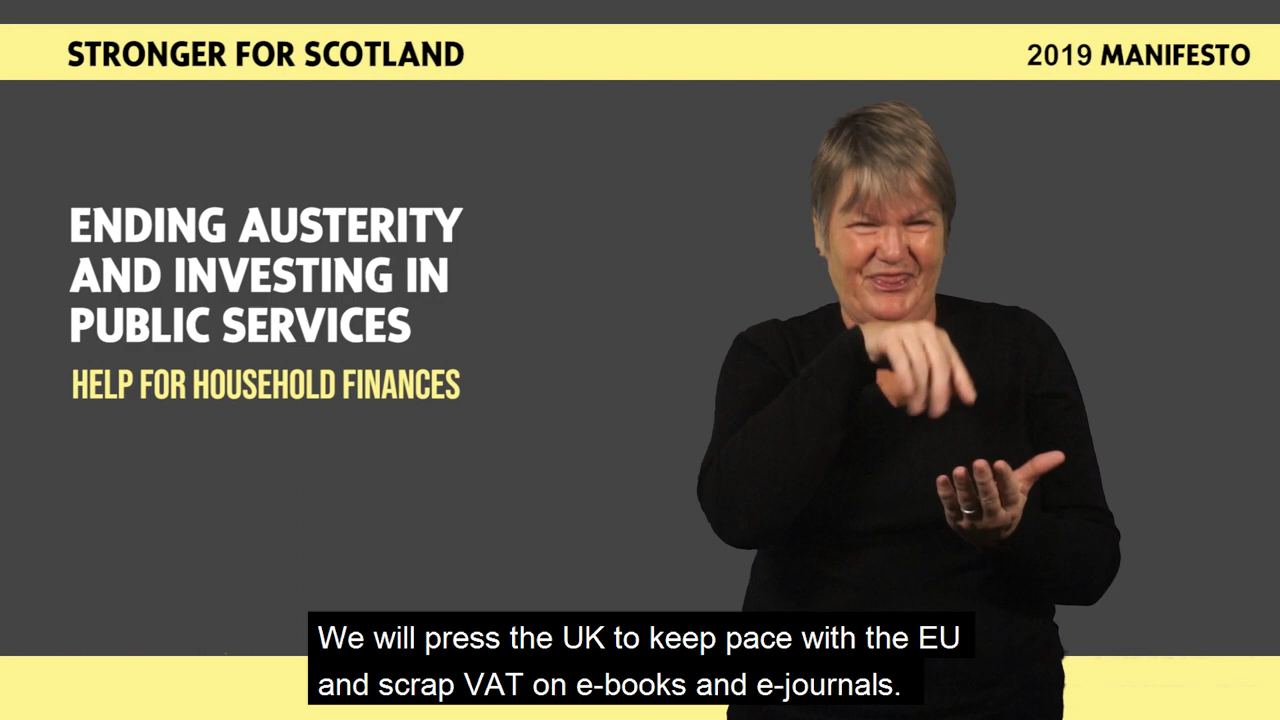 STRONGER FOR SCOTLAND
2019 MANIFESTO
ENDING AUSTERITY
AND INVESTING IN
PUBLIC SERVICES
HELP FOR HOUSEHOLD FINANCES
We will press the UK to keep pace with the EU
and scrap VAT on e-books and e-journals.